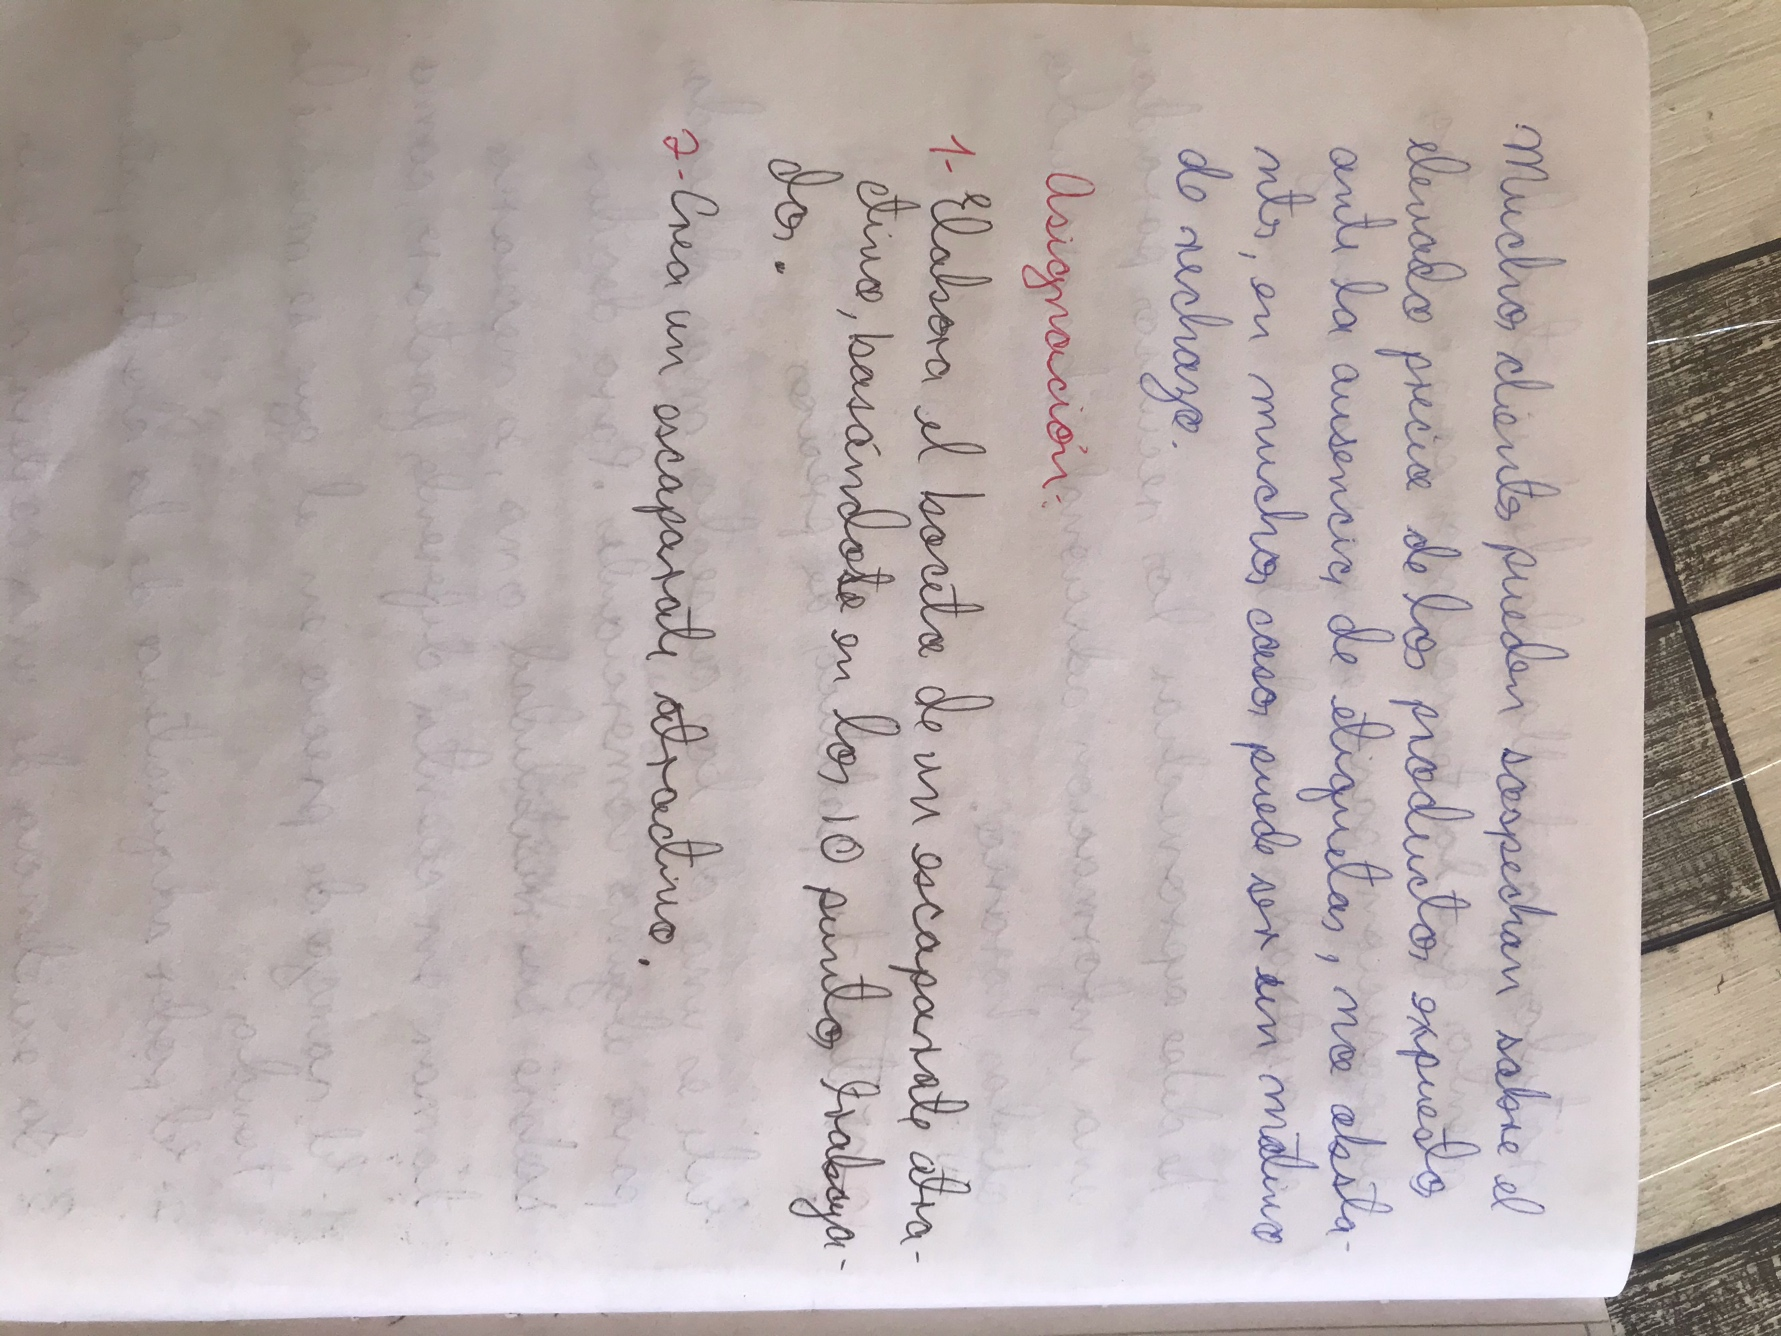 Muchos clientes pueden sospechan sobre el
elevado precio de los productos expuestos
ante la ausencia de etiquetas, no obsta-
nte, en muchos casos puede ser un motivo
de rechazo.
Asignación:
1- Elabora el boceto de un escaparate atra-
ctivo, basándote en los 10 puntos trabaja-
dos.
2- Crea un escaparate atractivo.